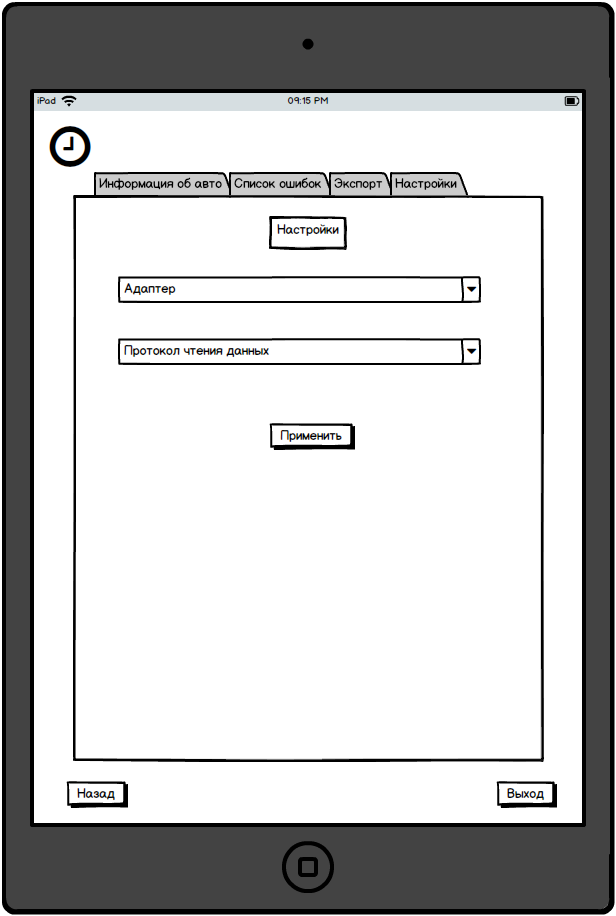 iPad 09:15 PM
Информация об авто Список ошибок Экспорт Настройки
Настройки
Адаптер
Протокол чтения данных
Применить
Назад Выход